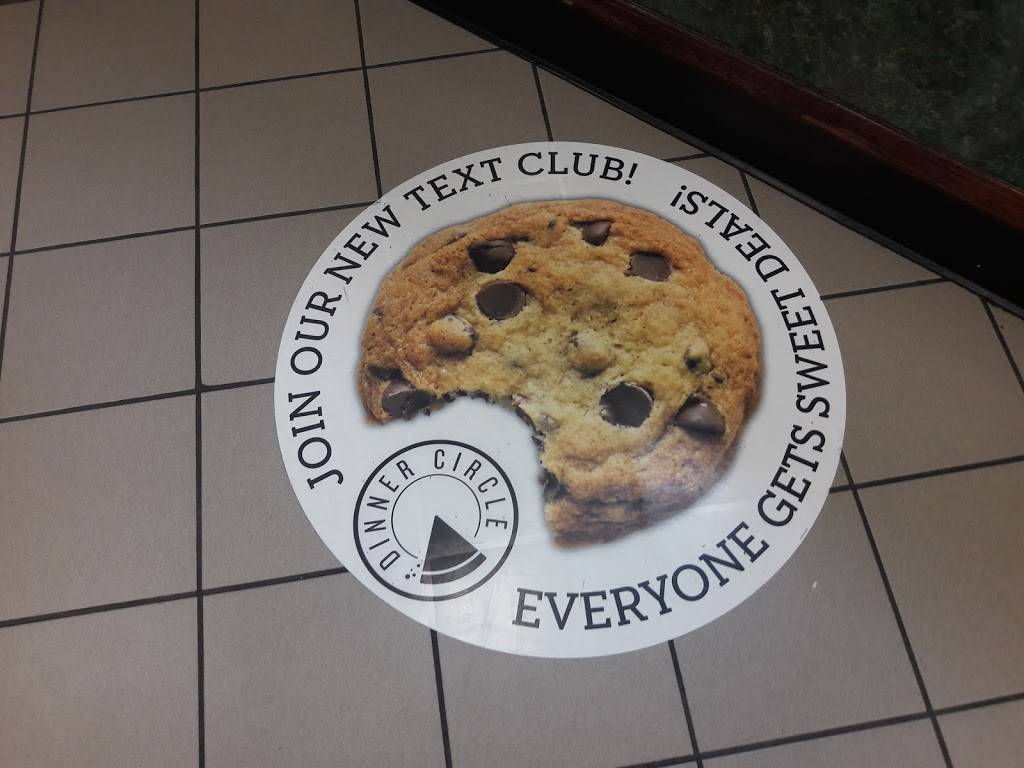 JOIN OUR NEW TEXT CLUB!
EVERYONE GETS SWEET DEALS!
DINNER CIRCLE